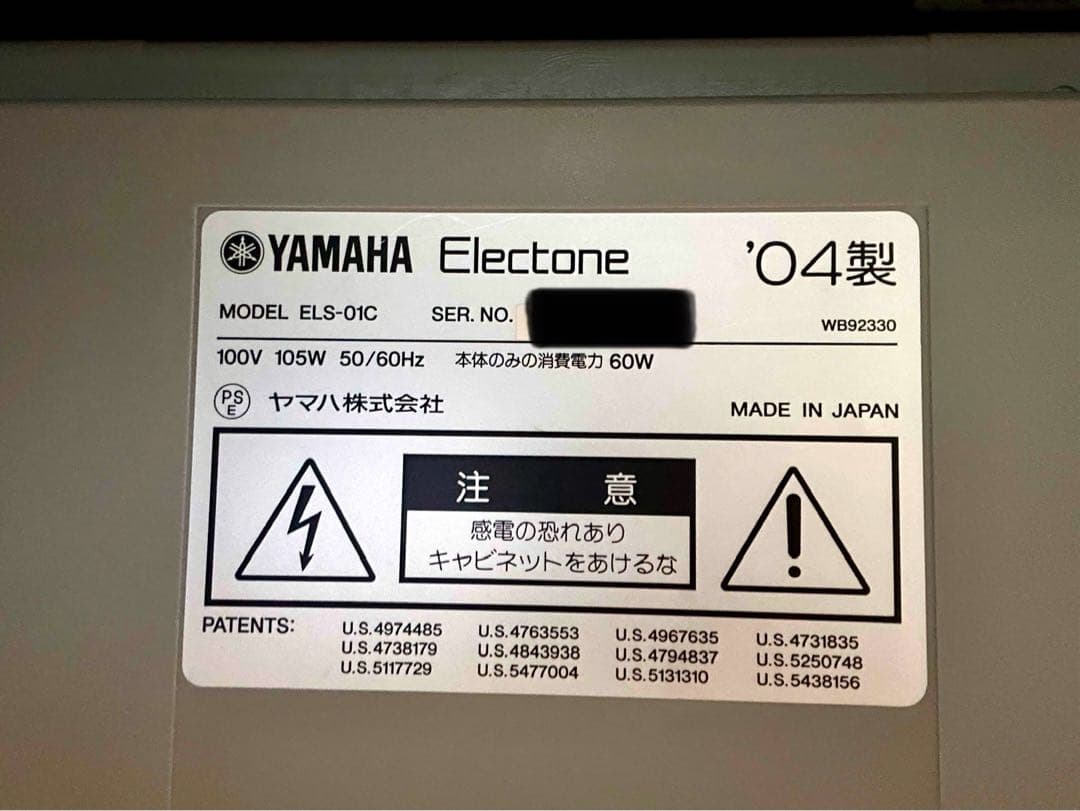 YAMAHA Electone '04製
MODEL ELS-01C SER. NO.
WB92330
100V 105W 50/60Hz 本体のみの消費電力 60W
PS
E ヤマハ株式会社
MADE IN JAPAN
注 意
感電の恐れあり
キャビネットをあけるな
PATENTS: U.S.4974485 U.S.4763553 U.S.4967635 U.S.4731835
U.S.4738179 U.S.4843938 U.S.4794837 U.S.5250748
U.S.5117729 U.S.5477004 U.S.5131310 U.S.5438156